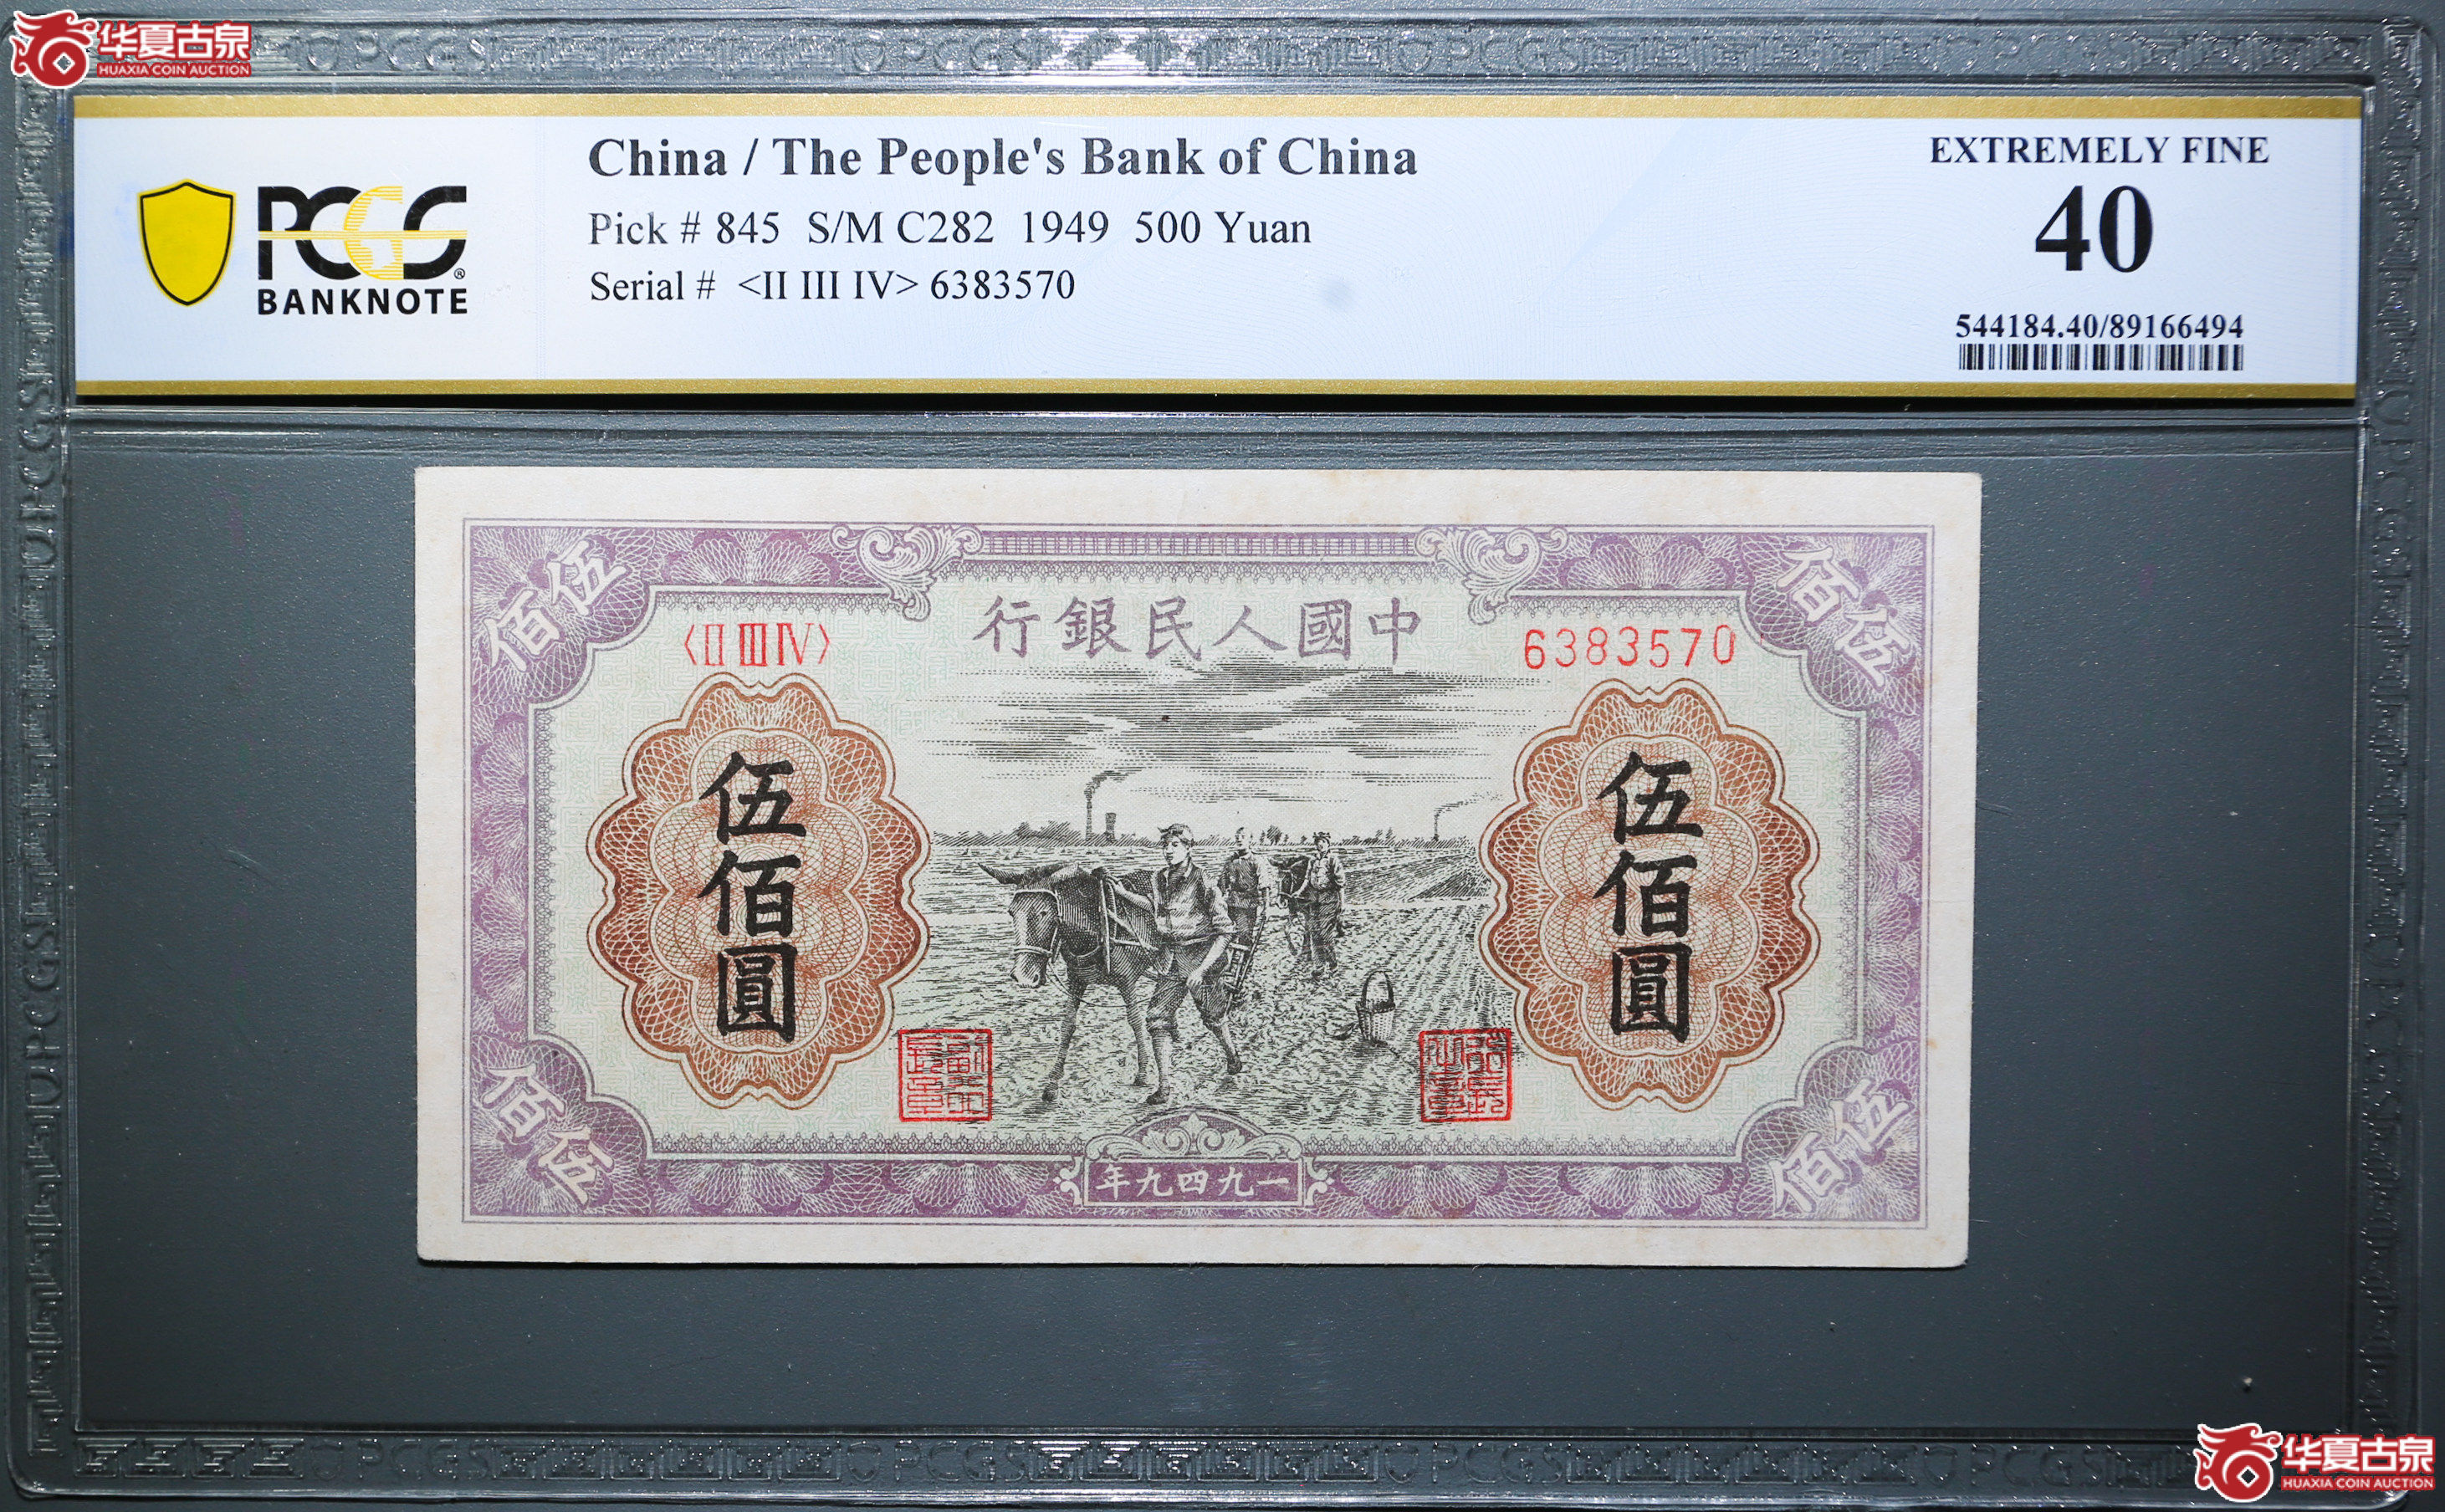 华夏古泉
HUAXIA COIN AUCTION
PCGS
BANKNOTE
China / The People's Bank of China
Pick # 845 S/M C282 1949 500 Yuan
Serial # <II III IV> 6383570
EXTREMELY FINE
40
544184.40/89166494
伍佰
行銀民人國中
伍佰
〈II III IV〉
6383570
伍佰圓
伍佰圓
佰伍
年九四九一
伍佰
华夏古泉
HUAXIA COIN AUCTION